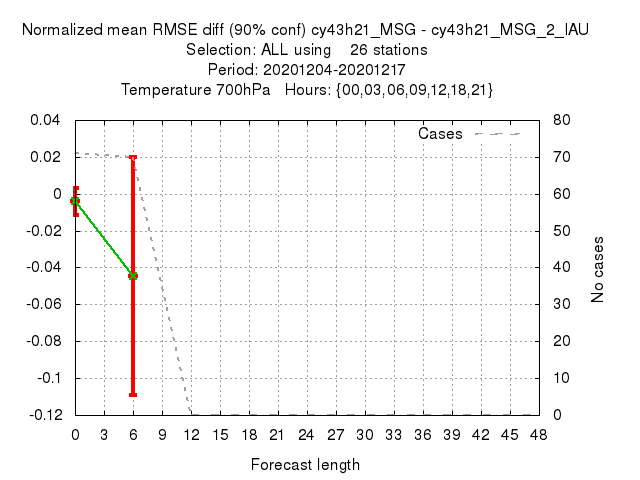 Normalized mean RMSE diff (90% conf) cy43h21_MSG - cy43h21_MSG_2_IAU
Selection: ALL using 26 stations
Period: 20201204-20201217
Temperature 700hPa Hours: {00,03,06,09,12,18,21}
Cases
0.04
0.02
0
-0.02
-0.04
-0.06
-0.08
-0.1
-0.12
80
70
60
50
40
30
20
10
0
No cases
0 3 6 9 12 15 18 21 24 27 30 33 36 39 42 45 48
Forecast length